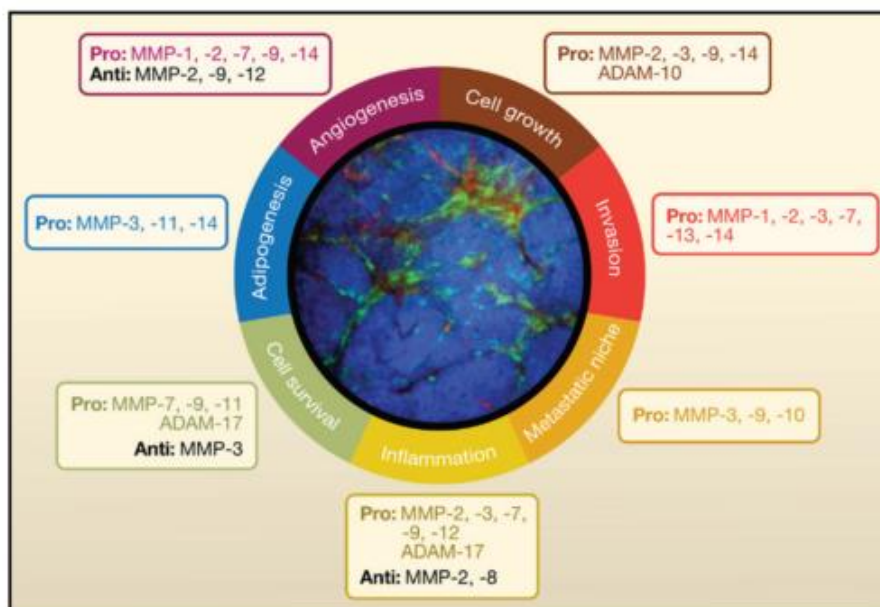 Pro: MMP-1, -2, -7, -9, -14
Anti: MMP-2, -9, -12
Pro: MMP-2, -3, -9, -14
ADAM-10
Angiogenesis
Cell growth
Pro: MMP-3, -11, -14
Adipogenesis
Invasion
Pro: MMP-1, -2, -3, -7,
-13, -14
Cell survival
Metastatic niche
Pro: MMP-7, -9, -11
ADAM-17
Anti: MMP-3
Pro: MMP-3, -9, -10
Inflammation
Pro: MMP-2, -3, -7,
-9, -12
ADAM-17
Anti: MMP-2, -8